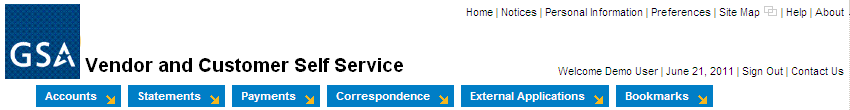 Home | Notices | Personal Information | Preferences | Site Map | Help | About
GSA
Vendor and Customer Self Service
Welcome Demo User | June 21, 2011 | Sign Out | Contact Us
Accounts Statements Payments Correspondence External Applications Bookmarks